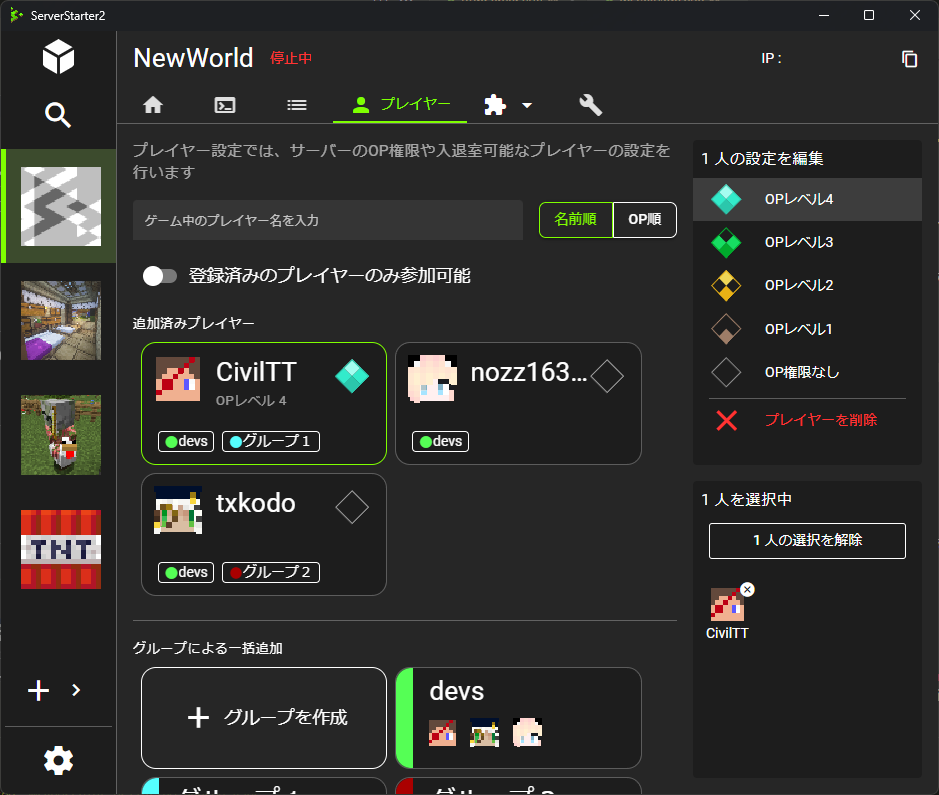 ServerStarter2
NewWorld 停止中
IP :
プレイヤー
プレイヤー設定では、サーバーのOP権限や入退室可能なプレイヤーの設定を
行います
ゲーム中のプレイヤー名を入力
名前順 OP順
登録済みのプレイヤーのみ参加可能
追加済みプレイヤー
CivilTT
OPレベル 4
devs グループ 1
nozz163...
devs
txkodo
devs グループ 2
グループによる一括追加
グループを作成
devs
グループ 1
グループ 2
TNT
1 人の設定を編集
OPレベル4
OPレベル3
OPレベル2
OPレベル1
OP権限なし
プレイヤーを削除
1 人を選択中
1 人の選択を解除
CivilTT